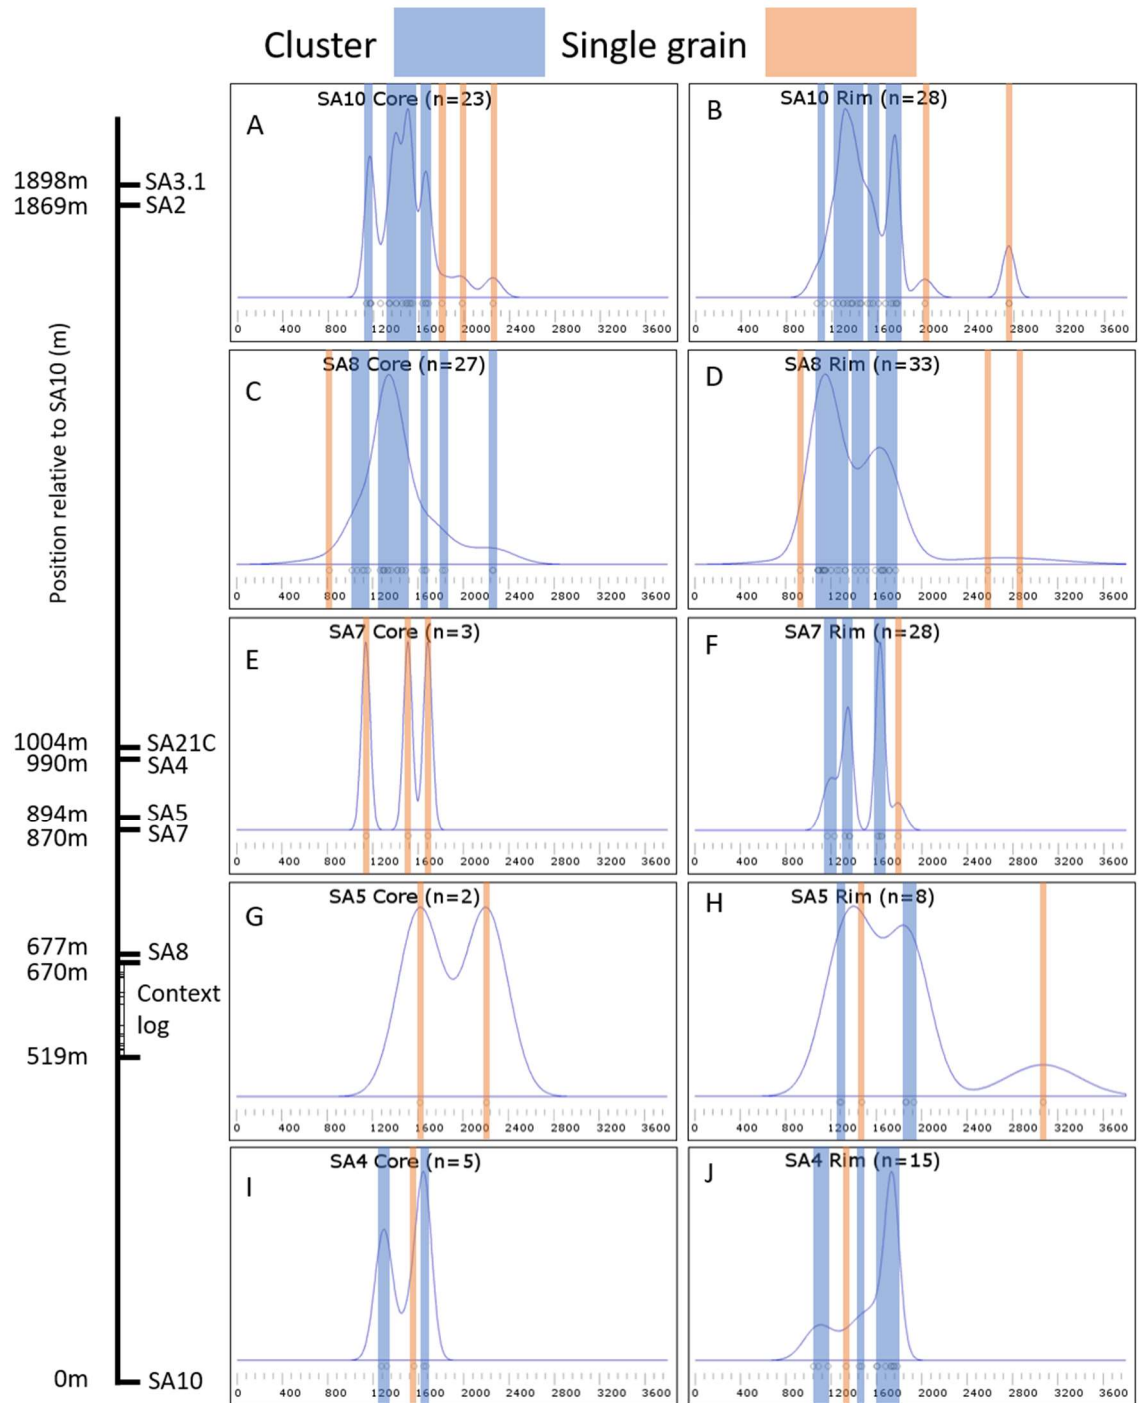 Cluster Single grain
Position relative to SA10 (m)
1898m SA3.1
1869m SA2
1004m SA21C
990m SA4
894m SA5
870m SA7
677m SA8
670m
Context
log
519m
0m SA10
A SA10 Core (n=23)
0 400 800 1200 1600 2000 2400 2800 3200 3600
B SA10 Rim (n=28)
0 400 800 1200 1600 2000 2400 2800 3200 3600
C SA8 Core (n=27)
0 400 800 1200 1600 2000 2400 2800 3200 3600
D SA8 Rim (n=33)
0 400 800 1200 1600 2000 2400 2800 3200 3600
E SA7 Core (n=3)
0 400 800 1200 1600 2000 2400 2800 3200 3600
F SA7 Rim (n=28)
0 400 800 1200 1600 2000 2400 2800 3200 3600
G SA5 Core (n=2)
0 400 800 1200 1600 2000 2400 2800 3200 3600
H SA5 Rim (n=8)
0 400 800 1200 1600 2000 2400 2800 3200 3600
I SA4 Core (n=5)
0 400 800 1200 1600 2000 2400 2800 3200 3600
J SA4 Rim (n=15)
0 400 800 1200 1600 2000 2400 2800 3200 3600